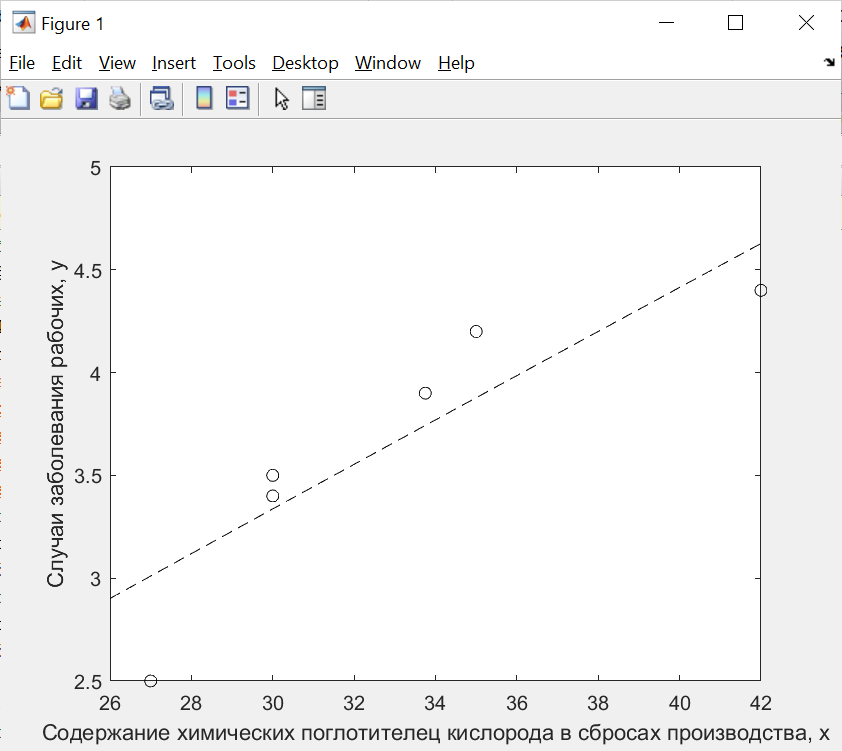 Figure 1
File Edit View Insert Tools Desktop Window Help
5
4.5
4
3.5
3
2.5
26 28 30 32 34 36 38 40 42
Случаи заболевания рабочих, y
Содержание химических поглотителец кислорода в сбросах производства, x